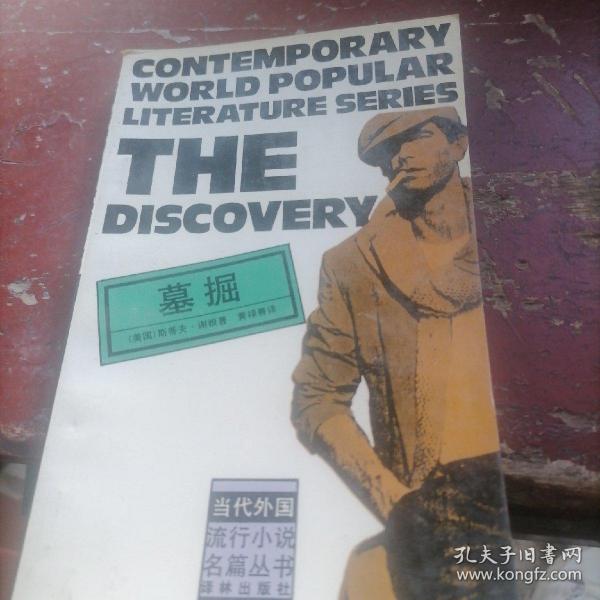 CONTEMPORARY
WORLD POPULAR
LITERATURE SERIES
THE
DISCOVERY
墓掘
(美国)斯蒂夫·谢根著 黄禄善译
当代外国
流行小说
名篇丛书
译林出版社
孔夫子旧书网
www.kongfz.com